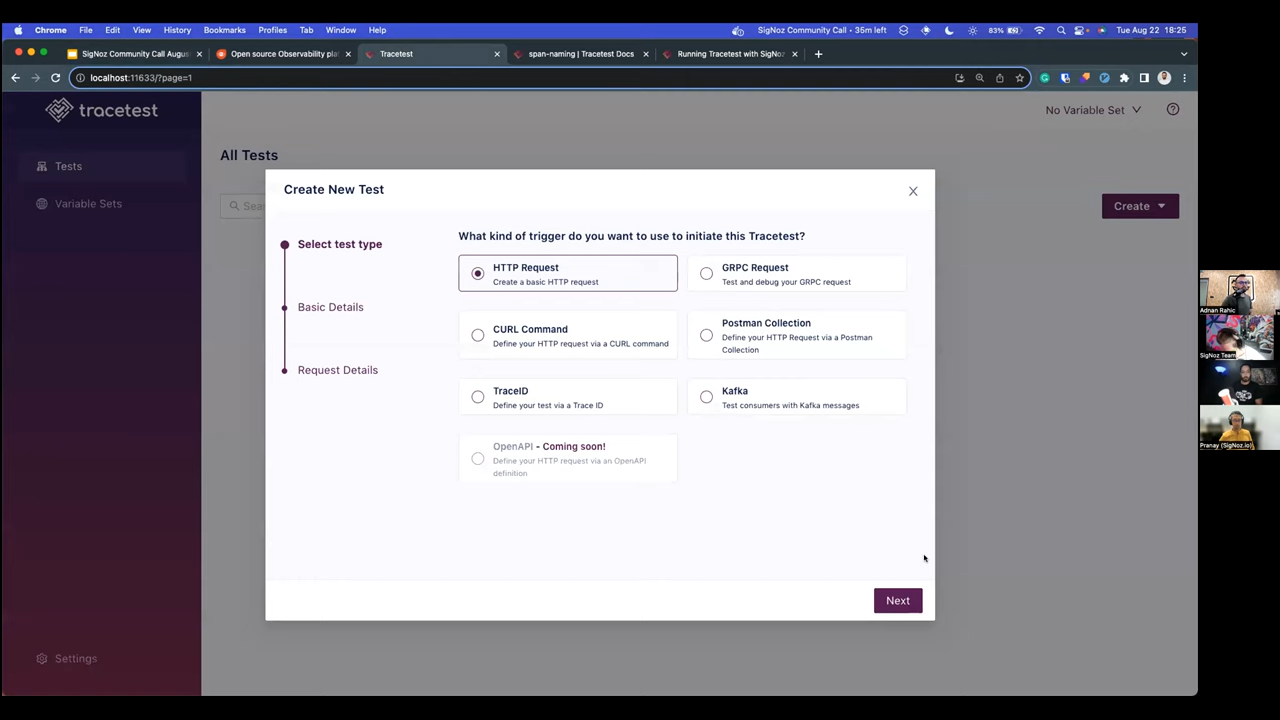 Chrome File Edit View History Bookmarks Profiles Tab Window Help SigNoz Community Call • 35m left 83% Tue Aug 22 18:25
SigNoz Community Call Augus Open source Observability pla Tracetest span-naming | Tracetest Docs Running Tracetest with SigNoz
localhost:11633/?page=1
tracetest
No Variable Set
Tests
Variable Sets
Settings
All Tests
Sea
Create
Create New Test
Select test type
Basic Details
Request Details
What kind of trigger do you want to use to initiate this Tracetest?
HTTP Request
Create a basic HTTP request
GRPC Request
Test and debug your GRPC request
CURL Command
Define your HTTP request via a CURL command
Postman Collection
Define your HTTP Request via a Postman
Collection
TraceID
Define your test via a Trace ID
Kafka
Test consumers with Kafka messages
OpenAPI - Coming soon!
Define your HTTP request via an OpenAPI
definition
Next
Adnan Rahic
SigNoz Team
Pranay (SigNoz.io)